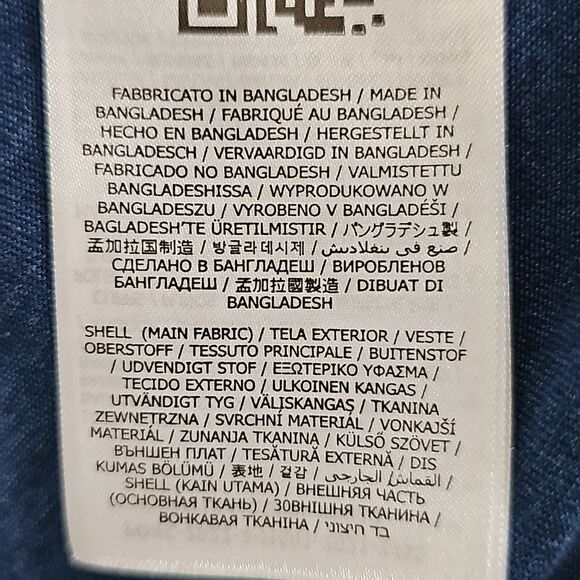 FABBRICATO IN BANGLADESH / MADE IN
BANGLADESH / FABRIQUÉ AU BANGLADESH /
HECHO EN BANGLADESH / HERGESTELLT IN
BANGLADESCH / VERVAARDIGD IN BANGLADESH /
FABRICADO NO BANGLADESH / VALMISTETTU
BANGLADESHISSA / WYPRODUKOWANO W
BANGLADESZU / VYROBENO V BANGLADÉŠI /
BAGLADESH'TE ÜRETILMISTIR / バングラデシュ製 /
孟加拉国制造 / 방글라데시제 / صنع في بنغلاديش /
СДЕЛАНО В БАНГЛАДЕШ / ВИРОБЛЕНОВ
БАНГЛАДЕШ / 孟加拉國製造 / DIBUAT DI
BANGLADESH
SHELL (MAIN FABRIC) / TELA EXTERIOR / VESTE /
OBERSTOFF / TESSUTO PRINCIPALE / BUITENSTOF
/ UDVENDIGT STOF / ΕΞΩΤΕΡΙΚΟ ΥΦΑΣΜΑ /
TECIDO EXTERNO / ULKOINEN KANGAS /
UTVÄNDIGT TYG / VÄLISKANGAS / TKANINA
ZEWNETRZNA / SVRCHNÍ MATERIÁL / VONKAJŠÍ
MATERIÁL / ZUNANJA TKANINA / KÜLSŐ SZÖVET /
ВЪНШЕН ПЛАТ / TESĂTURĂ EXTERNĂ / DIS
KUMAS BÖLÜMÜ / 表地 / 겉감 / القماش الخارجي /
SHELL (KAIN UTAMA) / ВНЕШНЯЯ ЧАСТЬ
(ОСНОВНАЯ ТКАНЬ) / ЗОВНІШНЯ ТКАНИНА /
ВОНКАВАЯ ТКАНІНА / בד חיצוני